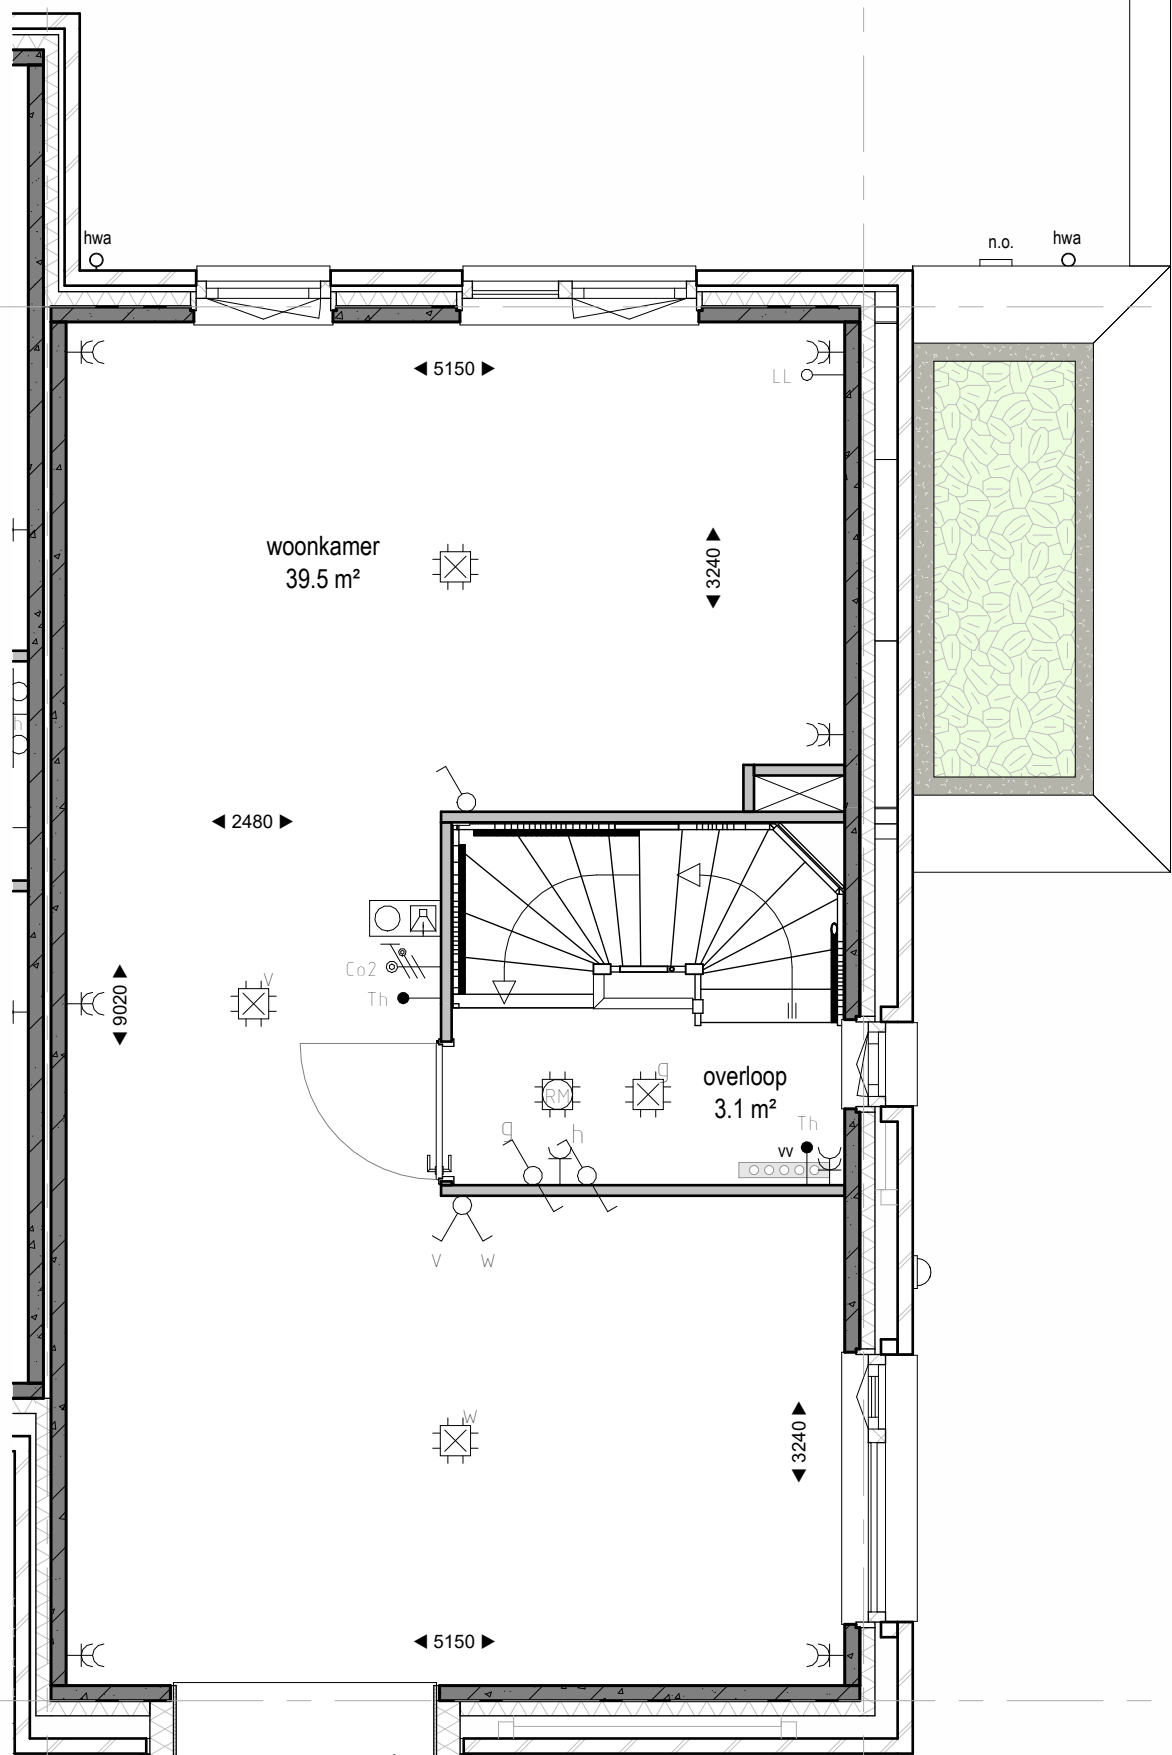 hwa
n.o.
hwa
5150
LL
woonkamer
39.5 m²
3240
2480
Co2
Th
V
9020
overloop
3.1 m²
g
RM
g
h
Th
vv
V
W
W
3240
5150
h